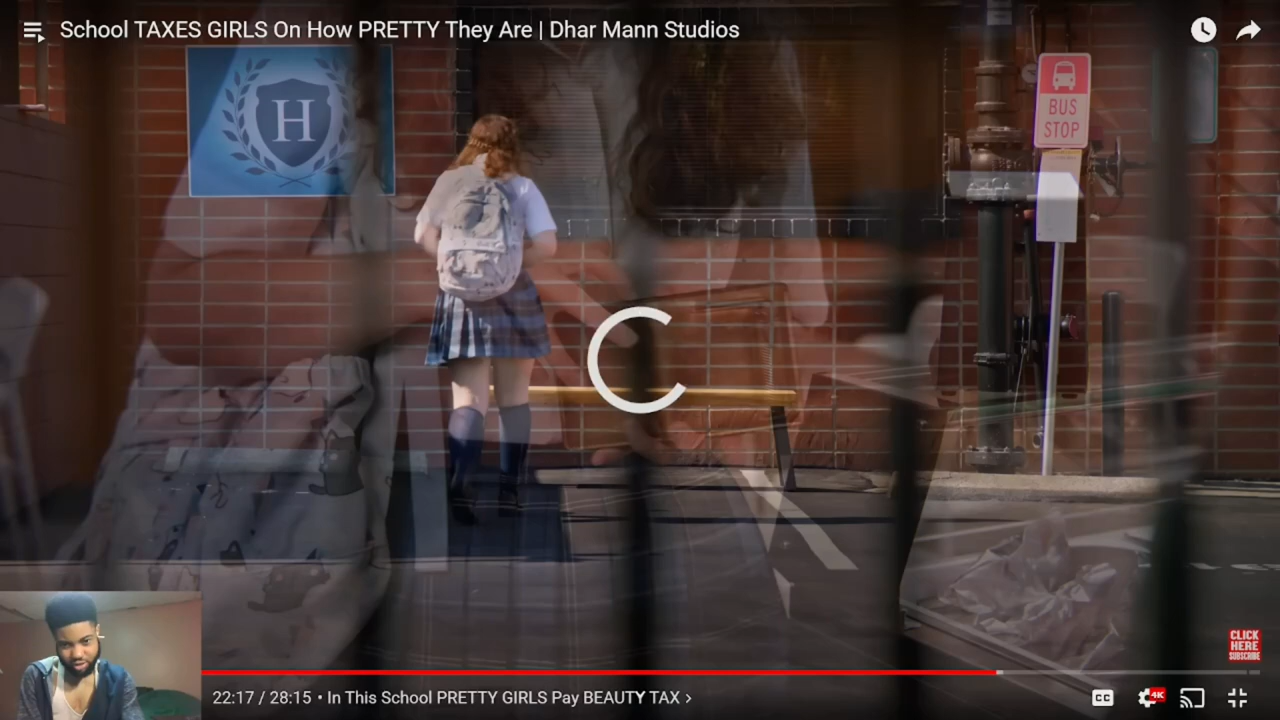 School TAXES GIRLS On How PRETTY They Are | Dhar Mann Studios
H
BUS
STOP
CLICK
HERE
SUBSCRIBE
22:17 / 28:15 • In This School PRETTY GIRLS Pay BEAUTY TAX ›
CC
4K